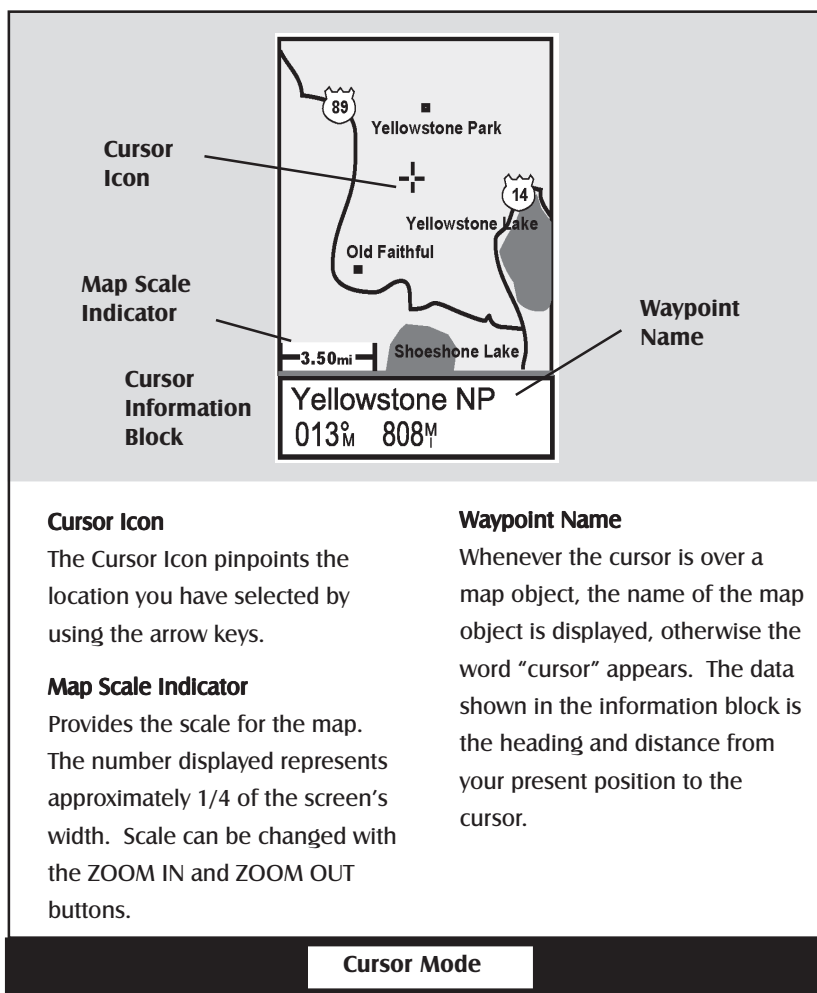 89
Yellowstone Park
Cursor
Icon
14
Yellowstone Lake
Old Faithful
Map Scale
Indicator
Waypoint
Name
3.50mi
Shoeshone Lake
Cursor
Information
Block
Yellowstone NP
013°M 808MI
Cursor Icon
The Cursor Icon pinpoints the
location you have selected by
using the arrow keys.
Map Scale Indicator
Provides the scale for the map.
The number displayed represents
approximately 1/4 of the screen's
width. Scale can be changed with
the ZOOM IN and ZOOM OUT
buttons.
Waypoint Name
Whenever the cursor is over a
map object, the name of the map
object is displayed, otherwise the
word “cursor” appears. The data
shown in the information block is
the heading and distance from
your present position to the
cursor.
Cursor Mode